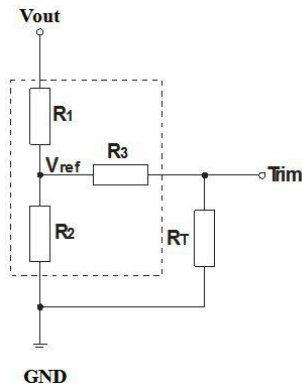 Vout
R1
Vref
R3
Trim
R2
RT
GND